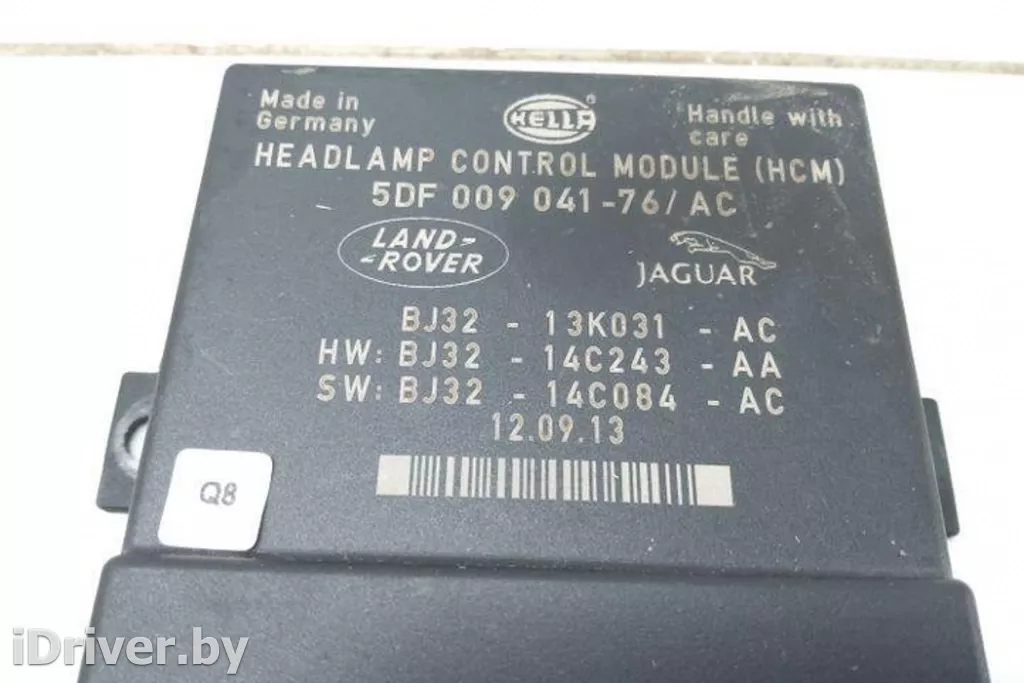 Made in
Germany
HELLA
®
Handle with
care
HEADLAMP CONTROL MODULE (HCM)
5DF 009 041-76/AC
LAND-
-ROVER
JAGUAR
BJ32 - 13K031 - AC
HW: BJ32 - 14C243 - AA
SW: BJ32 - 14C084 - AC
12.09.13
Q8
iDriver.by